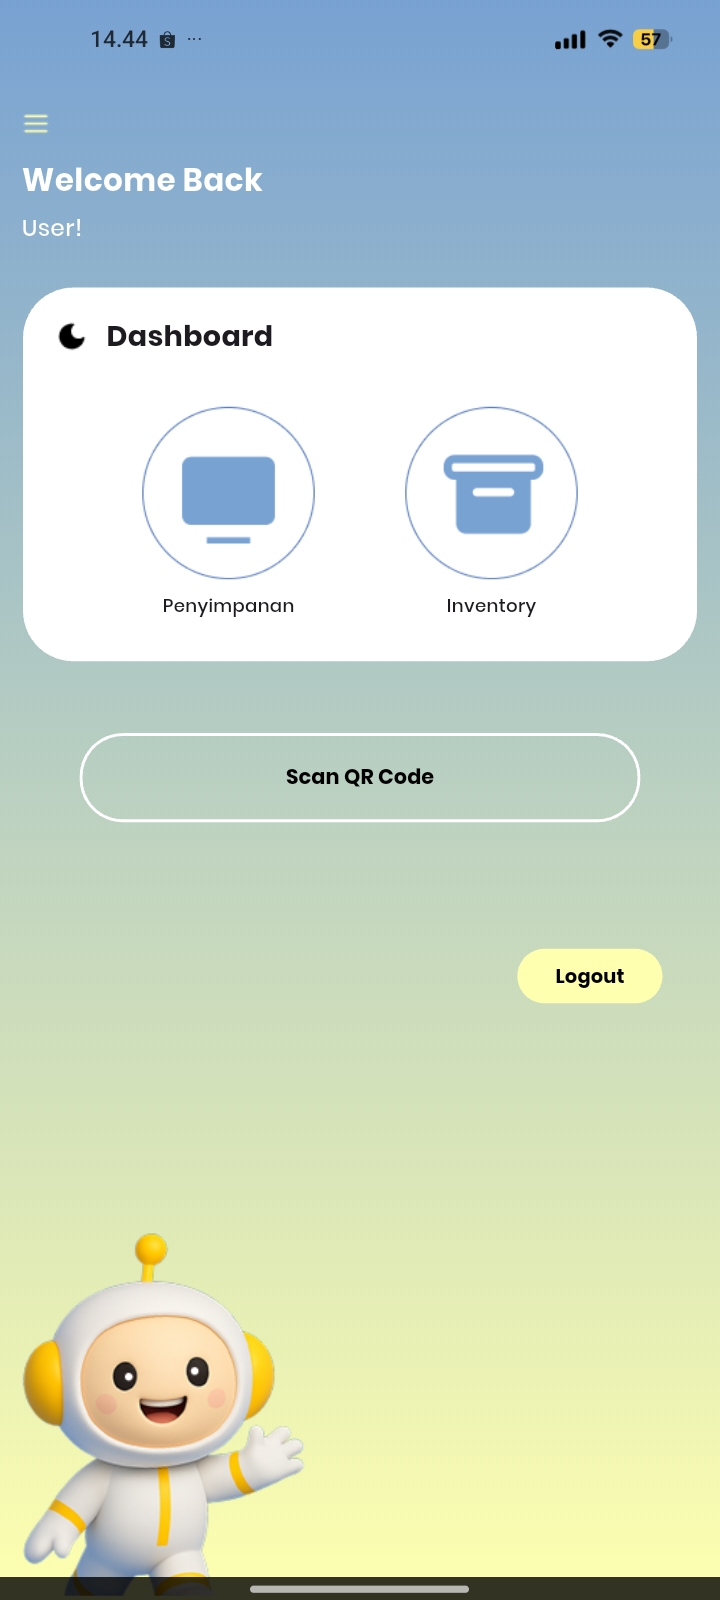 14.44 ...
57
Welcome Back
User!
Dashboard
Penyimpanan
Inventory
Scan QR Code
Logout